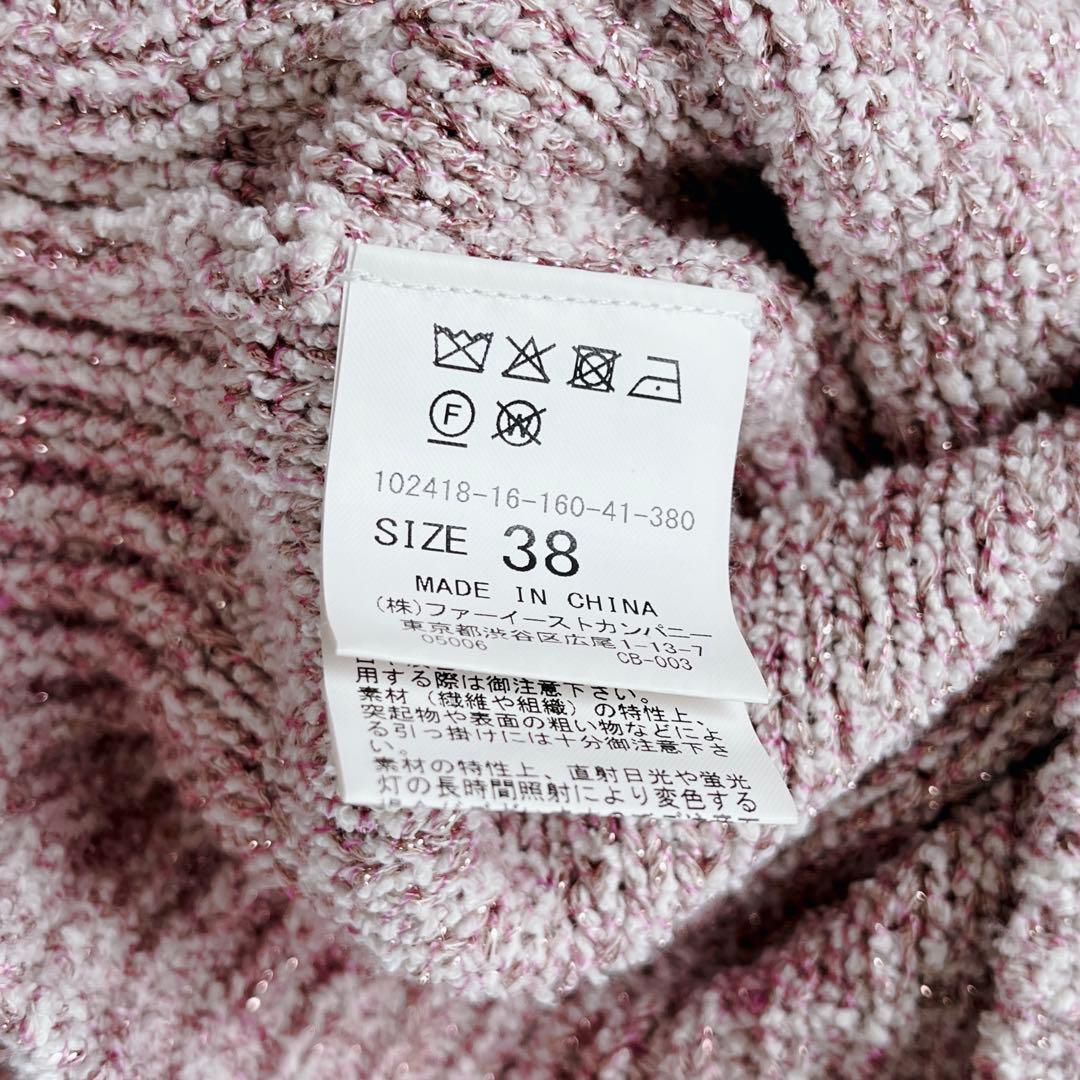 F W
102418-16-160-41-380
SIZE 38
MADE IN CHINA
(株)ファーイーストカンパニー
東京都渋谷区広尾1-13-7
05006 CB-003
用する際は御注意下さい。
素材(繊維や組織)の特性上、
突起物や表面の粗い物などによ
る引っ掛けには十分御注意下さ
い。
素材の特性上、直射日光や蛍光
灯の長時間照射により変色する